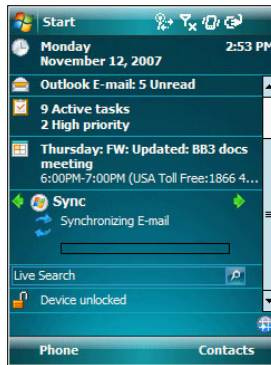 Start
Monday 2:53 PM
November 12, 2007
Outlook E-mail: 5 Unread
9 Active tasks
2 High priority
Thursday: FW: Updated: BB3 docs
meeting
6:00PM-7:00PM (USA Toll Free:1866 4...
Sync
Synchronizing E-mail
Live Search
Device unlocked
Phone Contacts